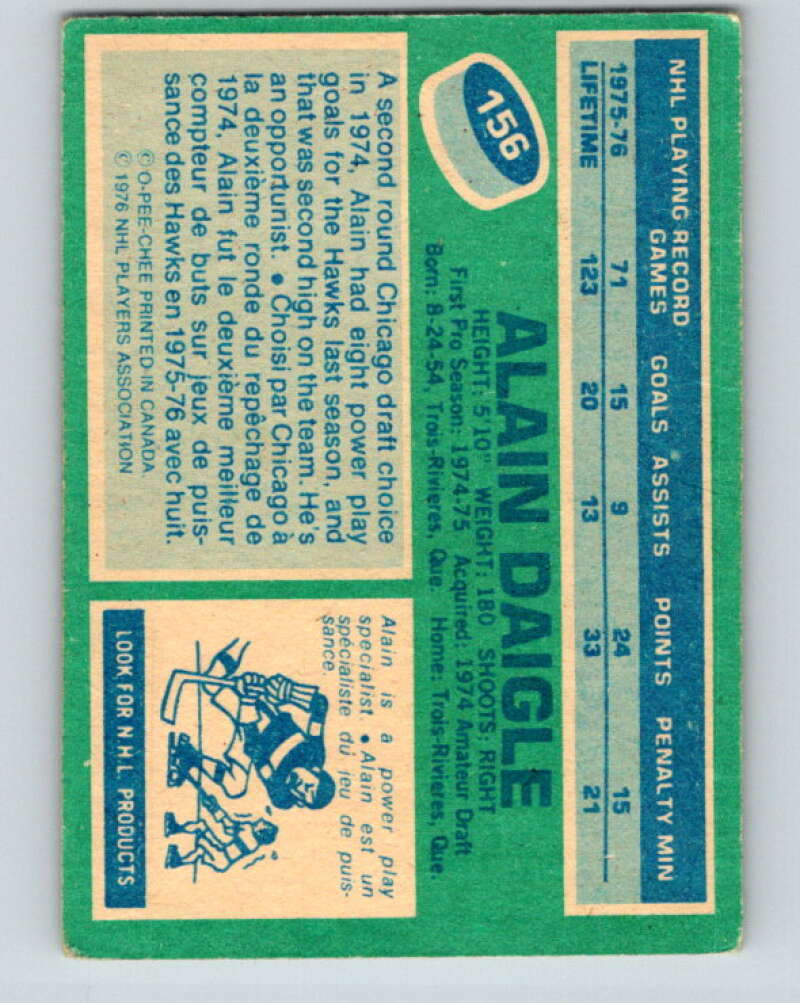 NHL PLAYING RECORD
GAMES GOALS ASSISTS POINTS PENALTY MIN
1975-76 71 15 9 24 15
LIFETIME 123 20 13 33 21
156
ALAIN DAIGLE
HEIGHT: 5'10" WEIGHT: 180 SHOOTS: RIGHT
First Pro Season: 1974-75 Acquired: 1974 Amateur Draft
Born: 8-24-54, Trois-Rivieres, Que. Home: Trois-Rivieres, Que.
A second round Chicago draft choice
in 1974, Alain had eight power play
goals for the Hawks last season, and
that was second high on the team. He's
an opportunist. • Choisi par Chicago à
la deuxième ronde du repêchage de
1974, Alain fut le deuxième meilleur
compteur de buts sur jeux de puis-
sance des Hawks en 1975-76 avec huit.
© O-PEE-CHEE PRINTED IN CANADA.
© 1976 NHL PLAYERS ASSOCIATION
Alain is a power play
specialist. • Alain est un
spécialiste du jeu de puis-
sance.
LOOK FOR N.H.L. PRODUCTS